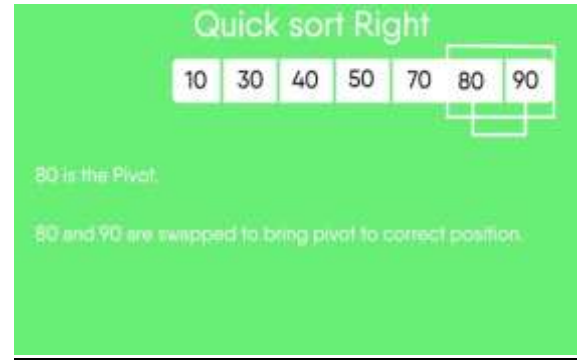 Quick sort Right
10 30 40 50 70 80 90
80 is the Pivot.
80 and 90 are swapped to bring pivot to correct position.